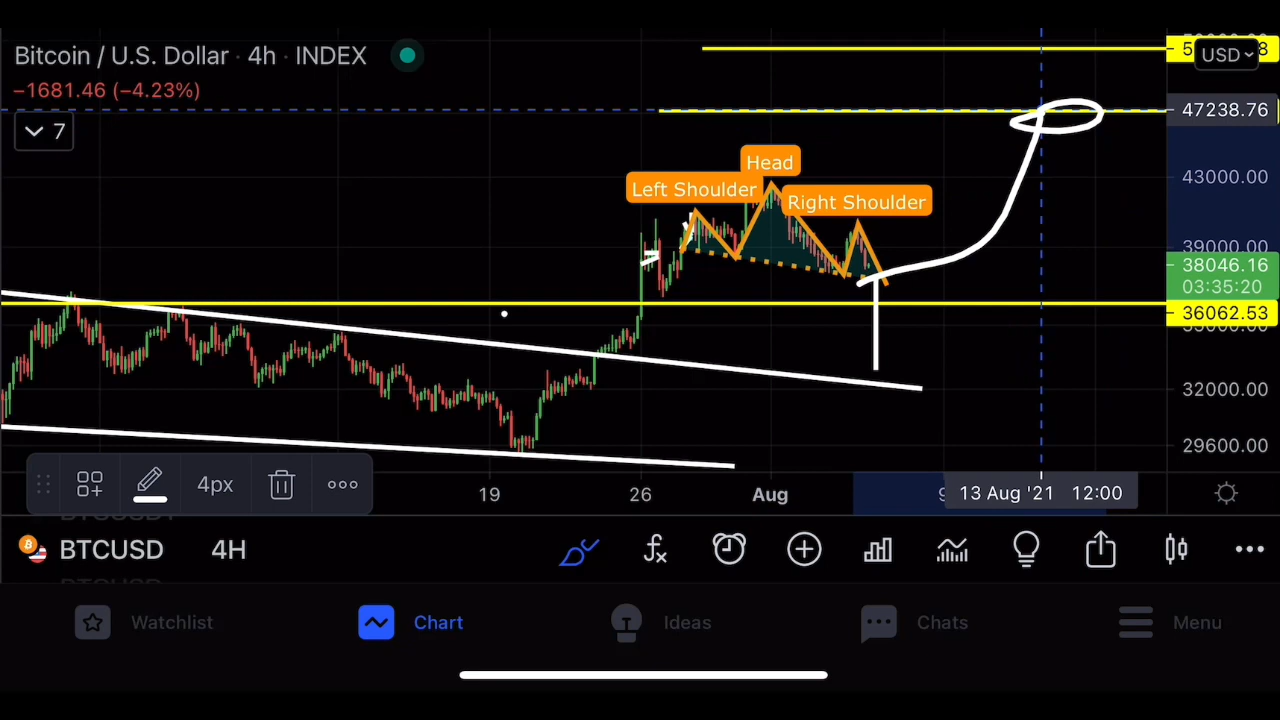 Bitcoin / U.S. Dollar · 4h · INDEX
USD
−1681.46 (−4.23%)
47238.76
7
Head
43000.00
Left Shoulder
Right Shoulder
39000.00
38046.16
03:35:20
36062.53
32000.00
29600.00
4px
19
26
Aug
13 Aug '21 12:00
BTCUSD
4H
Watchlist
Chart
Ideas
Chats
Menu